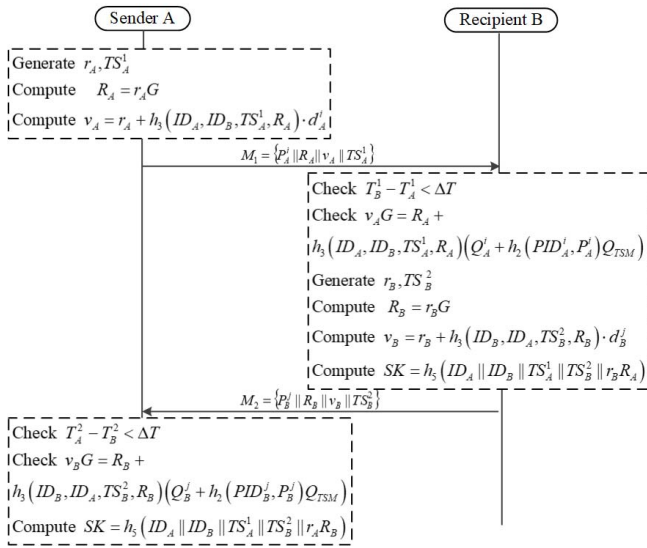 Sender A
Recipient B
Generate r_A, TS_A^1
Compute R_A = r_A G
Compute v_A = r_A + h_3(ID_A, ID_B, TS_A^1, R_A) · d_A^i
M_1 = {P_A^i || R_A || v_A || TS_A^1}
Check T_B^1 − T_A^1 < ΔT
Check v_A G = R_A +
h_3(ID_A, ID_B, TS_A^1, R_A)(Q_A^i + h_2(PID_A^i, P_A^i)Q_TSM)
Generate r_B, TS_B^2
Compute R_B = r_B G
Compute v_B = r_B + h_3(ID_B, ID_A, TS_B^2, R_B) · d_B^j
Compute SK = h_5(ID_A || ID_B || TS_A^1 || TS_B^2 || r_B R_A)
M_2 = {P_B^j || R_B || v_B || TS_B^2}
Check T_A^2 − T_B^2 < ΔT
Check v_B G = R_B +
h_3(ID_B, ID_A, TS_B^2, R_B)(Q_B^j + h_2(PID_B^j, P_B^j)Q_TSM)
Compute SK = h_5(ID_A || ID_B || TS_A^1 || TS_B^2 || r_A R_B)